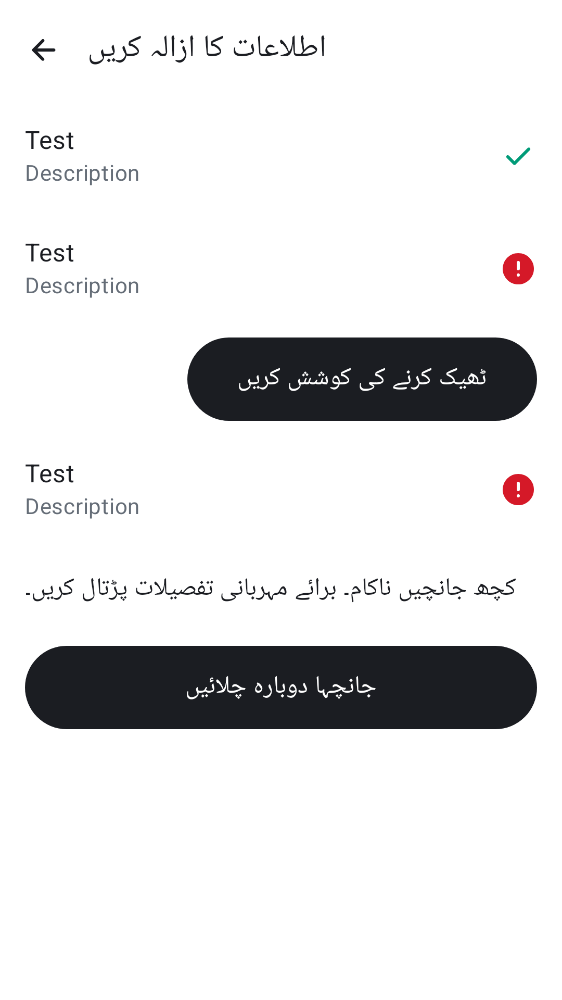 اطلاعات کا ازالہ کریں
Test
Description
Test
Description
ٹھیک کرنے کی کوشش کریں
Test
Description
کچھ جانچیں ناکام۔ برائے مہربانی تفصیلات پڑتال کریں۔
جانچہا دوبارہ چلائیں